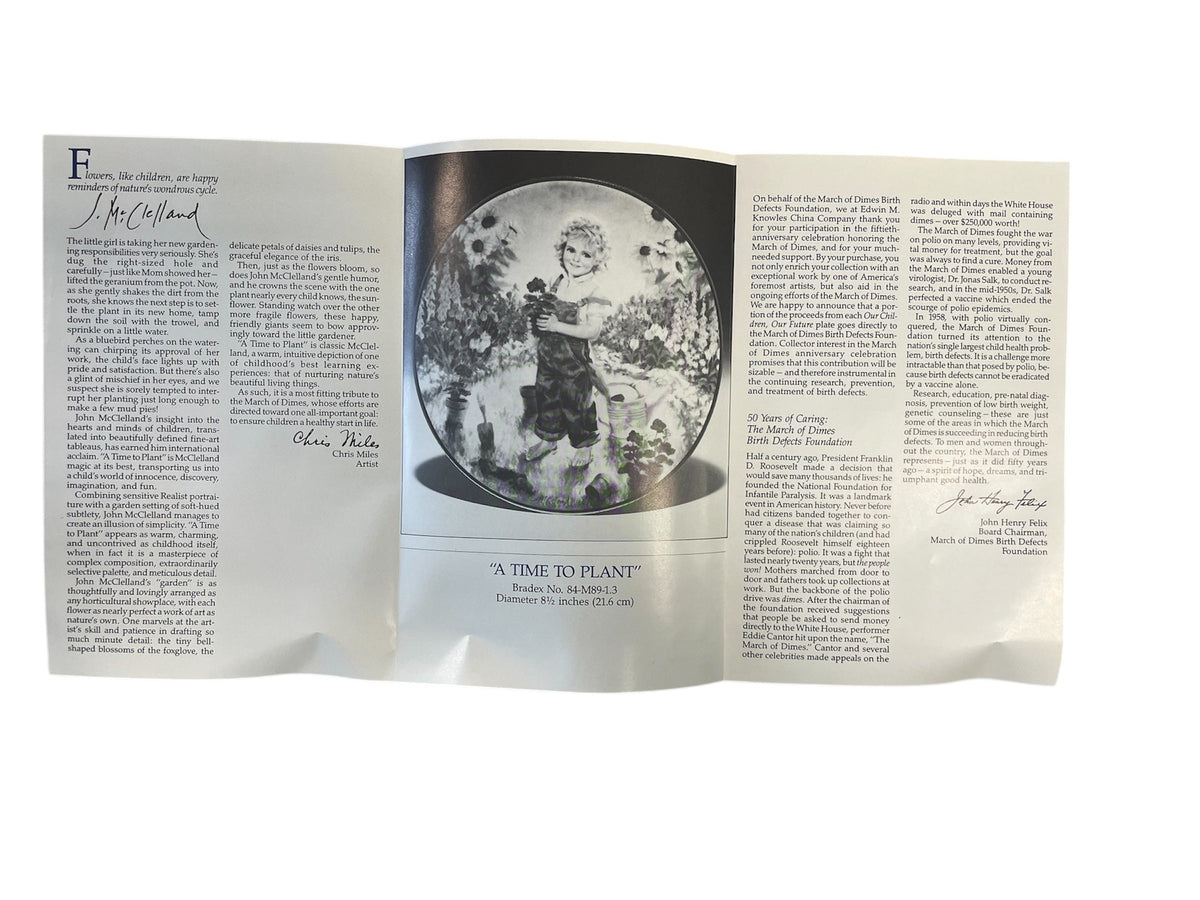 Flowers, like children, are happy
reminders of nature's wondrous cycle.
J. McClelland
The little girl is taking her new garden-
ing responsibilities very seriously. She's
dug the right-sized hole and
carefully – just like Mom showed her –
lifted the geranium from the pot. Now,
as she gently shakes the dirt from the
roots, she knows the next step is to set-
tle the plant in its new home, tamp
down the soil with the trowel, and
sprinkle on a little water.
As a bluebird perches on the water-
ing can chirping its approval of her
work, the child's face lights up with
pride and satisfaction. But there's also
a glint of mischief in her eyes, and we
suspect she is sorely tempted to inter-
rupt her planting just long enough to
make a few mud pies!
John McClelland's insight into the
hearts and minds of children, trans-
lated into beautifully defined fine-art
tableaus, has earned him international
acclaim. "A Time to Plant" is McClelland
magic at its best, transporting us into
a child's world of innocence, discovery,
imagination, and fun.
Combining sensitive Realist portrai-
ture with a garden setting of soft-hued
subtlety, John McClelland manages to
create an illusion of simplicity. "A Time
to Plant" appears as warm, charming,
and uncontrived as childhood itself,
when in fact it is a masterpiece of
complex composition, extraordinarily
selective palette, and meticulous detail.
John McClelland's "garden" is as
thoughtfully and lovingly arranged as
any horticultural showplace, with each
flower as nearly perfect a work of art as
nature's own. One marvels at the art-
ist's skill and patience in drafting so
much minute detail: the tiny bell-
shaped blossoms of the foxglove, the
delicate petals of daisies and tulips, the
graceful elegance of the iris.
Then, just as the flowers bloom, so
does John McClelland's gentle humor,
and he crowns the scene with the one
plant nearly every child knows, the sun-
flower. Standing watch over the other
more fragile flowers, these happy,
friendly giants seem to bow approv-
ingly toward the little gardener.
"A Time to Plant" is classic McClel-
land, a warm, intuitive depiction of one
of childhood's best learning ex-
periences: that of nurturing nature's
beautiful living things.
As such, it is a most fitting tribute to
the March of Dimes, whose efforts are
directed toward one all-important goal:
to ensure children a healthy start in life.
Chris Miles
Chris Miles
Artist
"A TIME TO PLANT"
Bradex No. 84-M89-1.3
Diameter 8½ inches (21.6 cm)
On behalf of the March of Dimes Birth
Defects Foundation, we at Edwin M.
Knowles China Company thank you
for your participation in the fiftieth-
anniversary celebration honoring the
March of Dimes, and for your much-
needed support. By your purchase, you
not only enrich your collection with an
exceptional work by one of America's
foremost artists, but also aid in the
ongoing efforts of the March of Dimes.
We are happy to announce that a por-
tion of the proceeds from each Our Chil-
dren, Our Future plate goes directly to
the March of Dimes Birth Defects Foun-
dation. Collector interest in the March
of Dimes anniversary celebration
promises that this contribution will be
sizable – and therefore instrumental in
the continuing research, prevention,
and treatment of birth defects.
50 Years of Caring:
The March of Dimes
Birth Defects Foundation
Half a century ago, President Franklin
D. Roosevelt made a decision that
would save many thousands of lives: he
founded the National Foundation for
Infantile Paralysis. It was a landmark
event in American history. Never before
had citizens banded together to con-
quer a disease that was claiming so
many of the nation's children (and had
crippled Roosevelt himself eighteen
years before): polio. It was a fight that
lasted nearly twenty years, but the people
won! Mothers marched from door to
door and fathers took up collections at
work. But the backbone of the polio
drive was dimes. After the chairman of
the foundation received suggestions
that people be asked to send money
directly to the White House, performer
Eddie Cantor hit upon the name, "The
March of Dimes." Cantor and several
other celebrities made appeals on the
radio and within days the White House
was deluged with mail containing
dimes – over $250,000 worth!
The March of Dimes fought the war
on polio on many levels, providing vi-
tal money for treatment, but the goal
was always to find a cure. Money from
the March of Dimes enabled a young
virologist, Dr. Jonas Salk, to conduct re-
search, and in the mid-1950s, Dr. Salk
perfected a vaccine which ended the
scourge of polio epidemics.
In 1958, with polio virtually con-
quered, the March of Dimes Foun-
dation turned its attention to the
nation's single largest child health prob-
lem, birth defects. It is a challenge more
intractable than that posed by polio, be-
cause birth defects cannot be eradicated
by a vaccine alone.
Research, education, pre-natal diag-
nosis, prevention of low birth weight,
genetic counseling – these are just
some of the areas in which the March
of Dimes is succeeding in reducing birth
defects. To men and women through-
out the country, the March of Dimes
represents – just as it did fifty years
ago – a spirit of hope, dreams, and tri-
umphant good health.
John Henry Felix
John Henry Felix
Board Chairman,
March of Dimes Birth Defects
Foundation